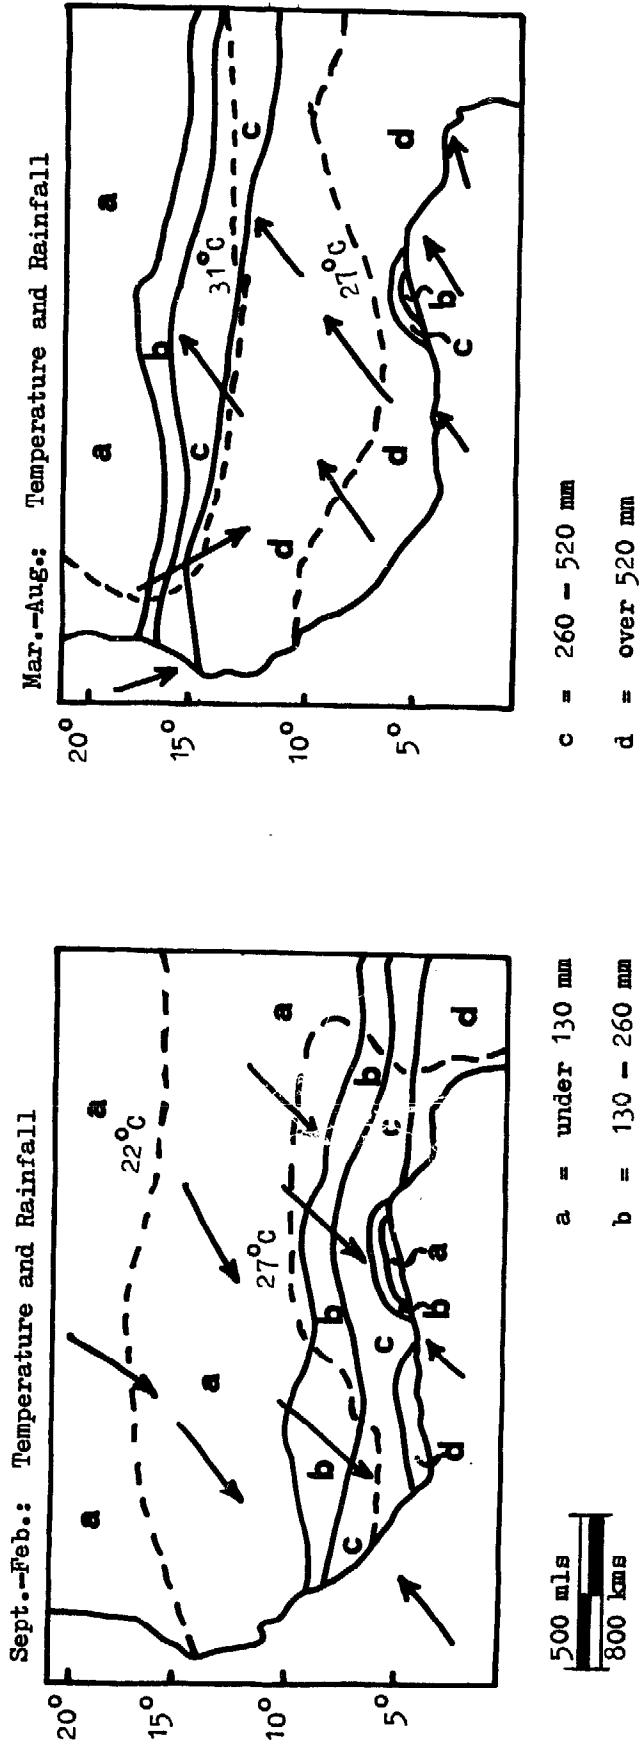 Sept.-Feb.: Temperature and Rainfall
20°
a
a
22°C
15°
a
27°C
10°
a
b
b
b
c
c
c
5°
b
a
d
d
Mar.-Aug.: Temperature and Rainfall
20°
a
a
b
15°
c
31°C
c
d
10°
27°C
d
d
5°
b
c
500 mls
800 kms
a = under 130 mm
c = 260 - 520 mm
b = 130 - 260 mm
d = over 520 mm